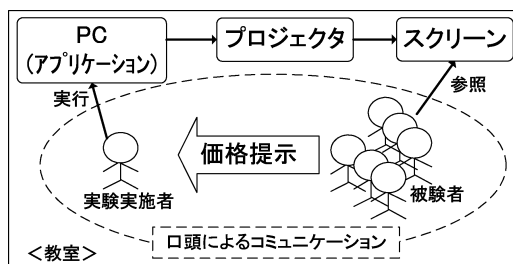 PC
(アプリケーション)
プロジェクタ
スクリーン
実行
参照
価格提示
実験実施者
被験者
口頭によるコミュニケーション
＜教室＞